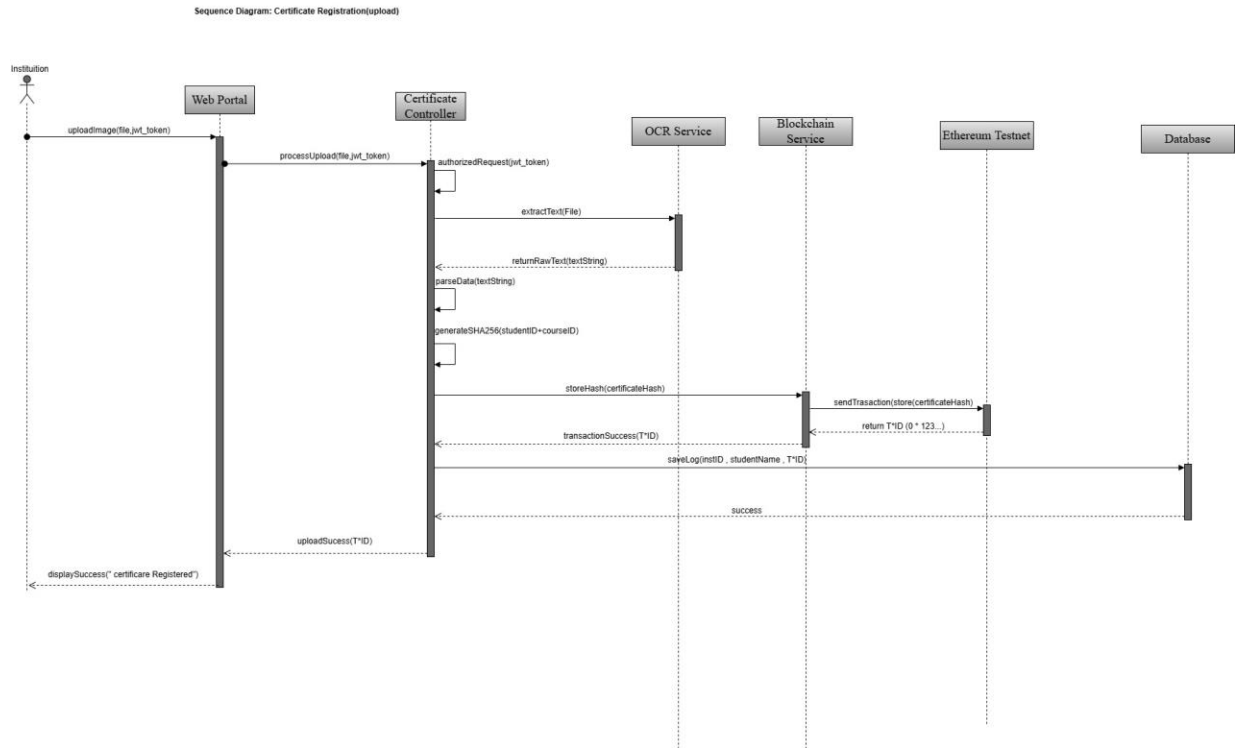 Sequence Diagram: Certificate Registration(upload)
Instituition
Web Portal
Certificate
Controller
OCR Service
Blockchain
Service
Ethereum Testnet
Database
uploadImage(file,jwt_token)
processUpload(file,jwt_token)
authorizedRequest(jwt_token)
extractText(File)
returnRawText(textString)
parseData(textString)
generateSHA256(studentID+courseID)
storeHash(certificateHash)
sendTrasaction(store(certificateHash)
return T*ID (0 * 123...)
transactionSuccess(T*ID)
saveLog(instID , studentName , T*ID)
success
uploadSucess(T*ID)
displaySuccess(" certificare Registered")